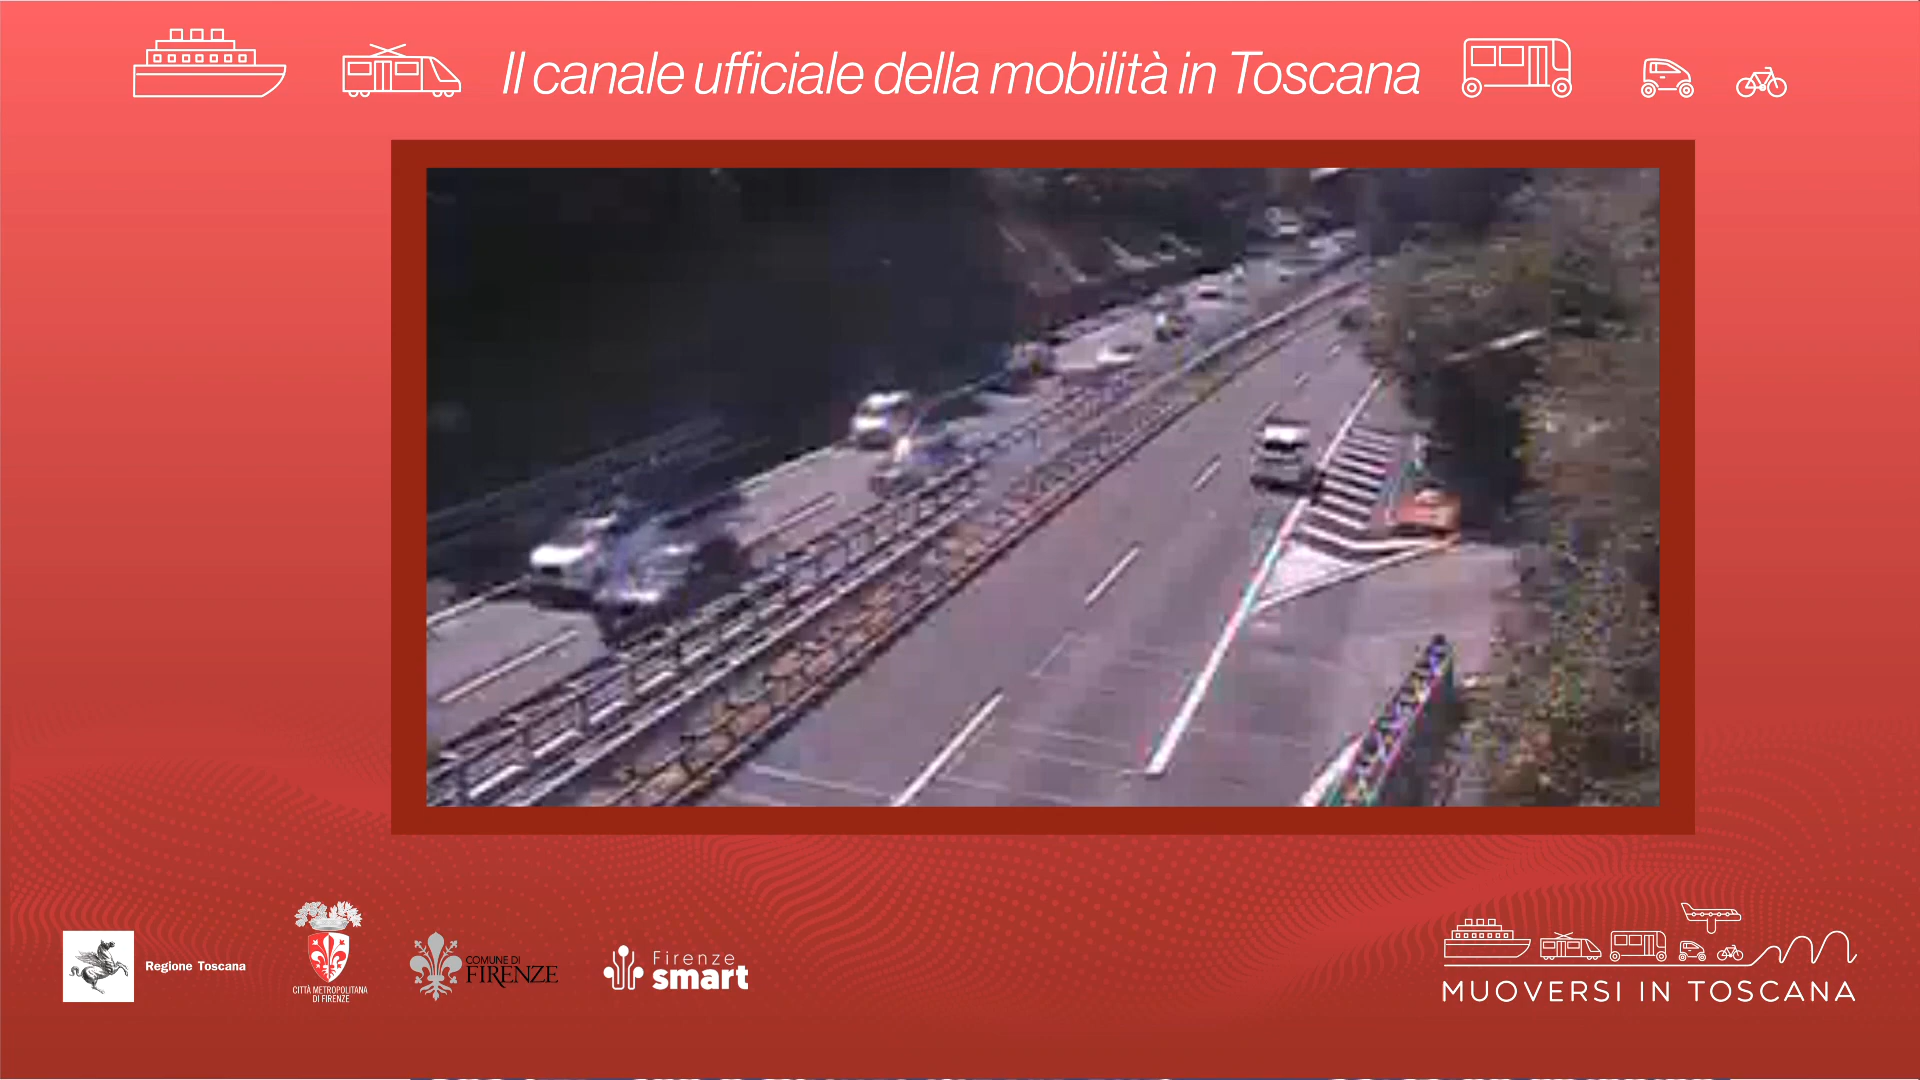 Il canale ufficiale della mobilità in Toscana
Regione Toscana
CITTÀ METROPOLITANA
DI FIRENZE
COMUNE DI
FIRENZE
Firenze
smart
MUOVERSI IN TOSCANA